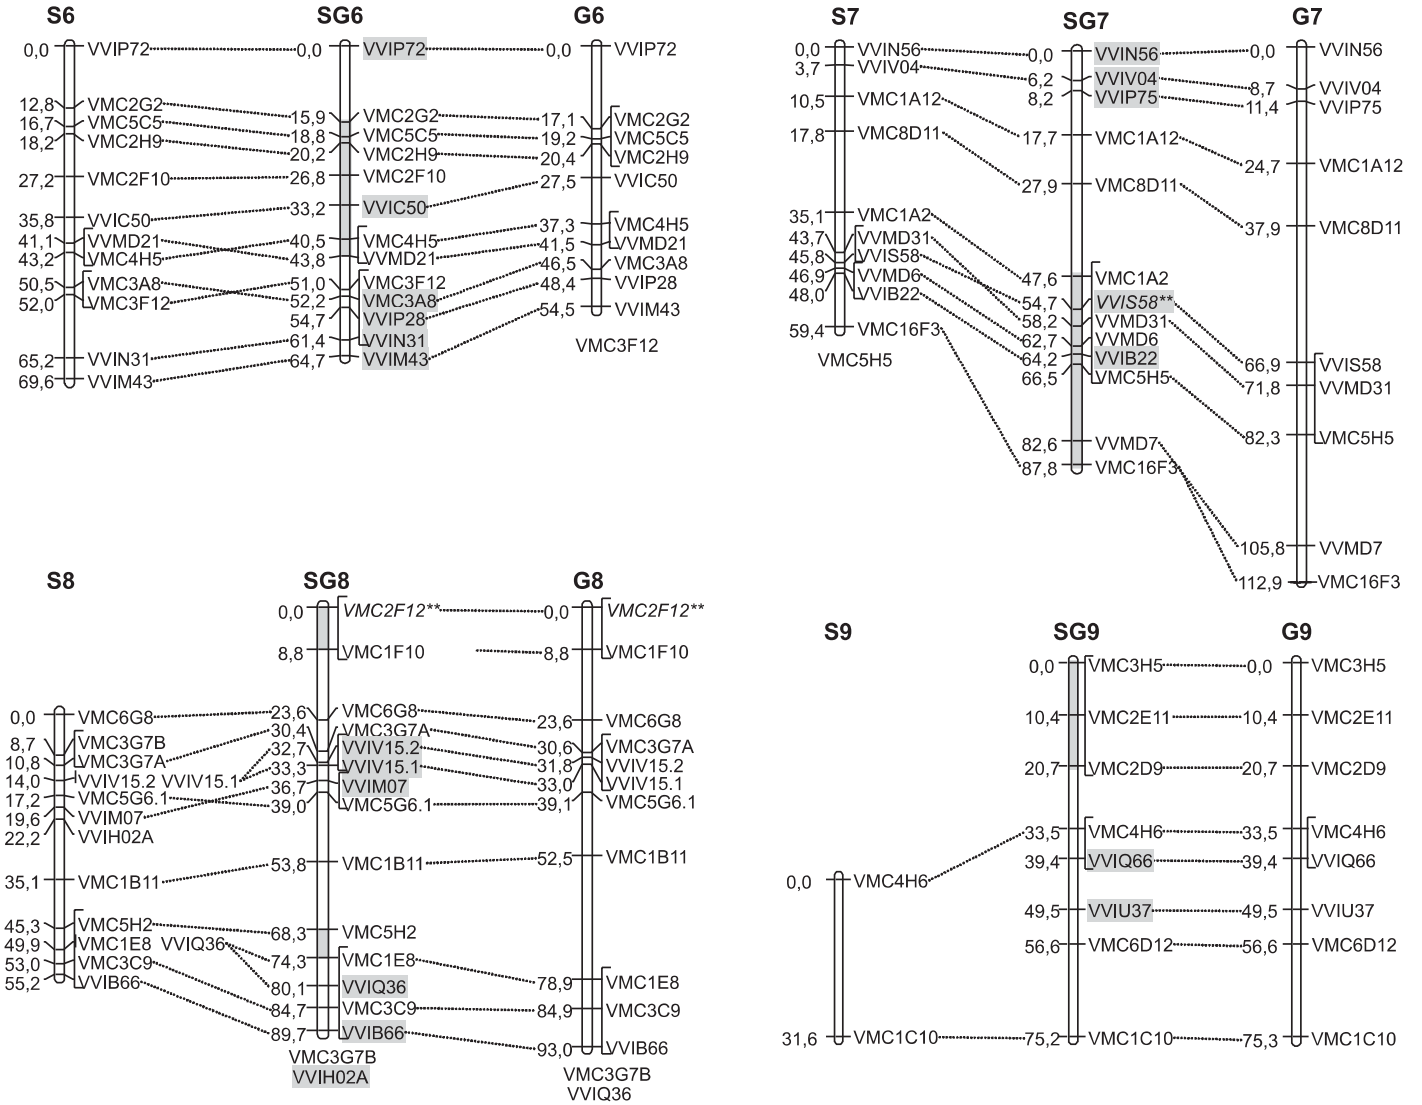 S6
0,0 VVIP72
12,8 VMC2G2
16,7 VMC5C5
18,2 VMC2H9
27,2 VMC2F10
35,8 VVIC50
41,1 VVMD21
43,2 VMC4H5
50,5 VMC3A8
52,0 VMC3F12
65,2 VVIN31
69,6 VVIM43
SG6
0,0 VVIP72
15,9 VMC2G2
18,8 VMC5C5
20,2 VMC2H9
26,8 VMC2F10
33,2 VVIC50
40,5 VMC4H5
43,8 VVMD21
51,0 VMC3F12
52,2 VMC3A8
54,7 VVIP28
61,4 VVIN31
64,7 VVIM43
G6
0,0 VVIP72
17,1 VMC2G2
19,2 VMC5C5
20,4 VMC2H9
27,5 VVIC50
37,3 VMC4H5
41,5 VVMD21
46,5 VMC3A8
48,4 VVIP28
54,5 VVIM43
VMC3F12
S7
0,0 VVIN56
3,7 VVIV04
10,5 VMC1A12
17,8 VMC8D11
35,1 VMC1A2
43,7 VVMD31
45,8 VVIS58
46,9 VVMD6
48,0 VVIB22
59,4 VMC16F3
VMC5H5
SG7
0,0 VVIN56
6,2 VVIV04
8,2 VVIP75
17,7 VMC1A12
27,9 VMC8D11
47,6 VMC1A2
54,7 VVIS58**
58,2 VVMD31
62,7 VVMD6
64,2 VVIB22
66,5 VMC5H5
82,6 VVMD7
87,8 VMC16F3
G7
0,0 VVIN56
8,7 VVIV04
11,4 VVIP75
24,7 VMC1A12
37,9 VMC8D11
66,9 VVIS58
71,8 VVMD31
82,3 VMC5H5
105,8 VVMD7
112,9 VMC16F3
S8
0,0 VMC6G8
8,7 VMC3G7B
10,8 VMC3G7A
14,0 VVIV15.2 VVIV15.1
17,2 VMC5G6.1
19,6 VVIM07
22,2 VVIH02A
35,1 VMC1B11
45,3 VMC5H2
49,9 VMC1E8 VVIQ36
53,0 VMC3C9
55,2 VVIB66
SG8
0,0 VMC2F12**
8,8 VMC1F10
23,6 VMC6G8
30,4 VMC3G7A
32,7 VVIV15.2
33,3 VVIV15.1
36,7 VVIM07
39,0 VMC5G6.1
53,8 VMC1B11
68,3 VMC5H2
74,3 VMC1E8
80,1 VVIQ36
84,7 VMC3C9
89,7 VVIB66
VMC3G7B
VVIH02A
G8
0,0 VMC2F12**
8,8 VMC1F10
23,6 VMC6G8
30,6 VMC3G7A
31,8 VVIV15.2
33,0 VVIV15.1
39,1 VMC5G6.1
52,5 VMC1B11
78,9 VMC1E8
84,9 VMC3C9
93,0 VVIB66
VMC3G7B
VVIQ36
S9
0,0 VMC4H6
31,6 VMC1C10
SG9
0,0 VMC3H5
10,4 VMC2E11
20,7 VMC2D9
33,5 VMC4H6
39,4 VVIQ66
49,5 VVIU37
56,6 VMC6D12
75,2 VMC1C10
G9
0,0 VMC3H5
10,4 VMC2E11
20,7 VMC2D9
33,5 VMC4H6
39,4 VVIQ66
49,5 VVIU37
56,6 VMC6D12
75,3 VMC1C10